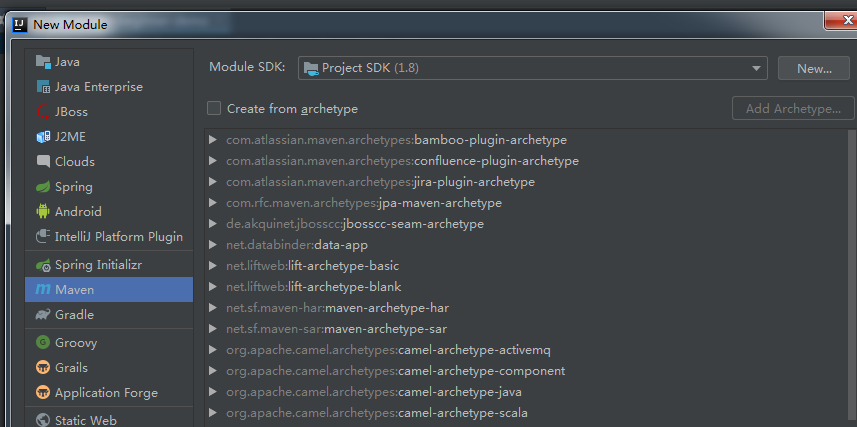 New Module
Java
Java Enterprise
JBoss
J2ME
Clouds
Spring
Android
IntelliJ Platform Plugin
Spring Initializr
Maven
Gradle
Groovy
Grails
Application Forge
Static Web
Module SDK:
Project SDK (1.8)
New...
Create from archetype
Add Archetype...
com.atlassian.maven.archetypes:bamboo-plugin-archetype
com.atlassian.maven.archetypes:confluence-plugin-archetype
com.atlassian.maven.archetypes:jira-plugin-archetype
com.rfc.maven.archetypes:jpa-maven-archetype
de.akquinet.jbosscc:jbosscc-seam-archetype
net.databinder:data-app
net.liftweb:lift-archetype-basic
net.liftweb:lift-archetype-blank
net.sf.maven-har:maven-archetype-har
net.sf.maven-sar:maven-archetype-sar
org.apache.camel.archetypes:camel-archetype-activemq
org.apache.camel.archetypes:camel-archetype-component
org.apache.camel.archetypes:camel-archetype-java
org.apache.camel.archetypes:camel-archetype-scala